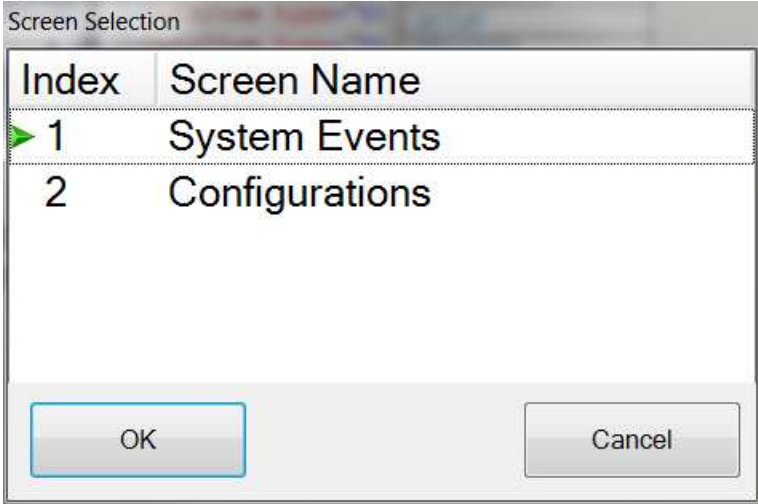 Screen Selection
Index Screen Name
1 System Events
2 Configurations
OK Cancel